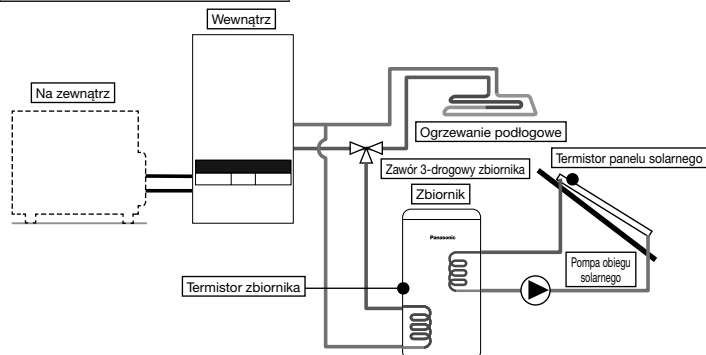 Wewnątrz
Na zewnątrz
Ogrzewanie podłogowe
Zawór 3-drogowy zbiornika
Termistor panelu solarnego
Zbiornik
Panasonic
Pompa obiegu
solarnego
Termistor zbiornika